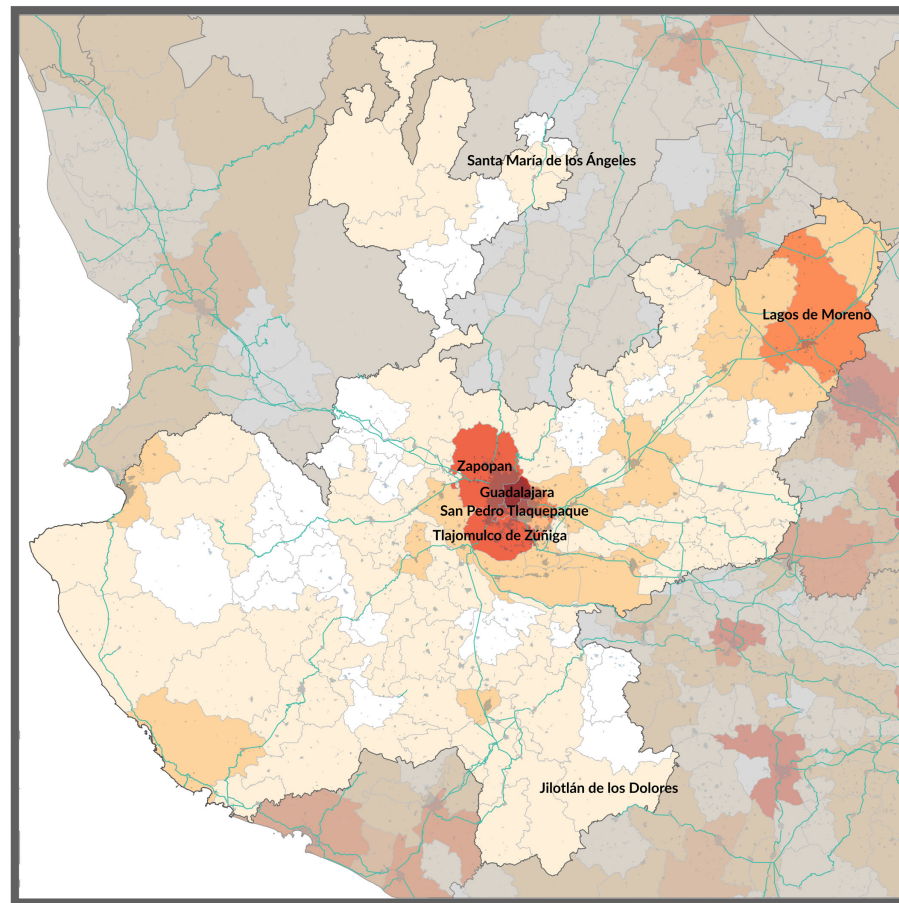 Santa María de los Ángeles
Lagos de Moreno
Zapopan
Guadalajara
San Pedro Tlaquepaque
Tlajomulco de Zúñiga
Jilotlán de los Dolores